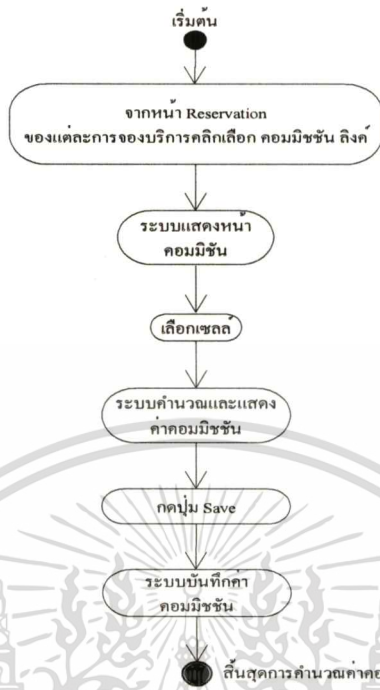 เริ่มต้น
จากหน้า Reservation
ของแต่ละการจองบริการคลิกเลือก คอมมิชชัน ลิงค์
ระบบแสดงหน้า
คอมมิชัน
เลือกเซลล์
ระบบคำนวณและแสดง
ค่าคอมมิชชัน
กดปุ่ม Save
ระบบบันทึกค่า
คอมมิชชัน
สิ้นสุดการคำนวณค่าคอ